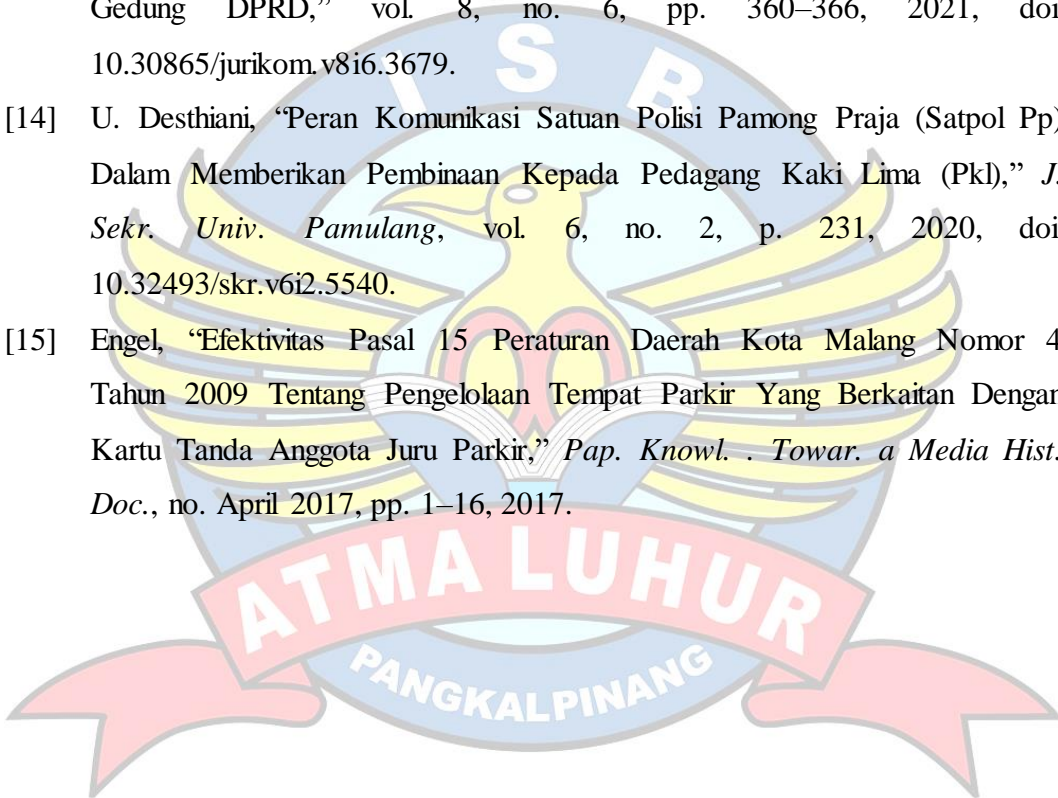 Gedung DPRD,” vol. 8, no. 6, pp. 360–366, 2021, doi
10.30865/jurikom.v8i6.3679.
[14] U. Desthiani, “Peran Komunikasi Satuan Polisi Pamong Praja (Satpol Pp)
Dalam Memberikan Pembinaan Kepada Pedagang Kaki Lima (Pkl),” J.
Sekr. Univ. Pamulang, vol. 6, no. 2, p. 231, 2020, doi
10.32493/skr.v6i2.5540.
[15] Engel, “Efektivitas Pasal 15 Peraturan Daerah Kota Malang Nomor 4
Tahun 2009 Tentang Pengelolaan Tempat Parkir Yang Berkaitan Dengan
Kartu Tanda Anggota Juru Parkir,” Pap. Knowl. . Towar. a Media Hist.
Doc., no. April 2017, pp. 1–16, 2017.
I S B
ATMA LUHUR
PANGKALPINANG